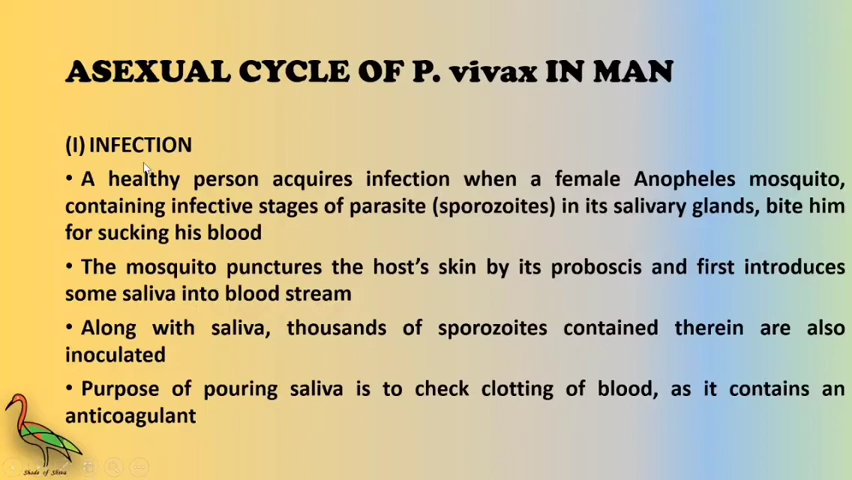 ASEXUAL CYCLE OF P. vivax IN MAN
(I) INFECTION
• A healthy person acquires infection when a female Anopheles mosquito,
containing infective stages of parasite (sporozoites) in its salivary glands, bite him
for sucking his blood
• The mosquito punctures the host's skin by its proboscis and first introduces
some saliva into blood stream
• Along with saliva, thousands of sporozoites contained therein are also
inoculated
• Purpose of pouring saliva is to check clotting of blood, as it contains an
anticoagulant